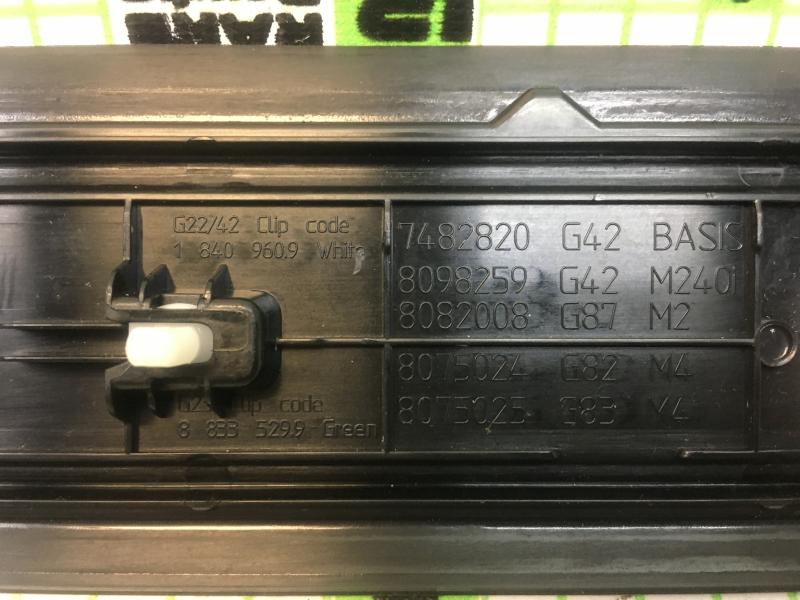 G22/42 Clip code
1 840 960.9 White
7482820 G42 BASIS
8098259 G42 M240i
8082008 G87 M2
8075024 G82 M4
8075025 G83 M4
Clip code
8 833 529.9 Green